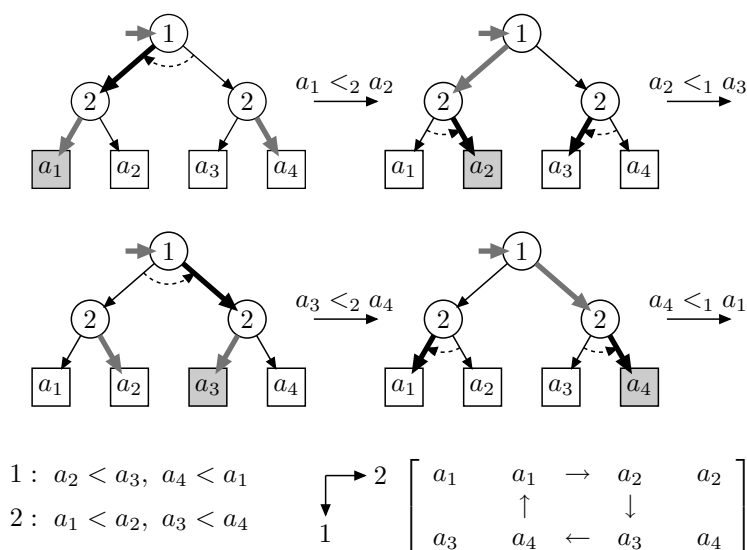 1 1
2 2 a₁ <₂ a₂ 2 2 a₂ <₁ a₃
a₁ a₂ a₃ a₄ a₁ a₂ a₃ a₄
1 1
2 2 a₃ <₂ a₄ 2 2 a₄ <₁ a₁
a₁ a₂ a₃ a₄ a₁ a₂ a₃ a₄
1 : a₂ < a₃, a₄ < a₁ 2 a₁ a₁ → a₂ a₂
↑ ↓
2 : a₁ < a₂, a₃ < a₄ 1 a₃ a₄ ← a₃ a₄